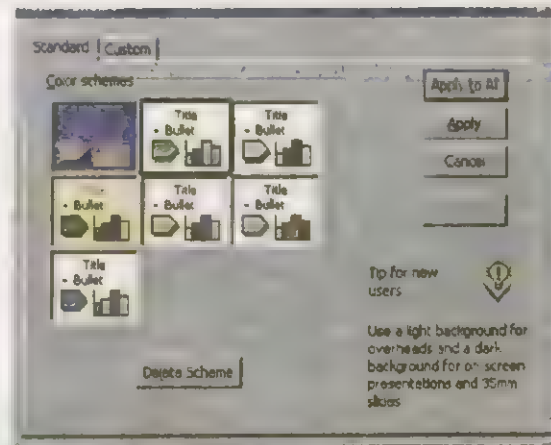 Standard
Custom
Color schemes
Apply to All
Title
• Bullet
Title
• Bullet
Apply
Cancel
• Bullet
Title
• Bullet
Title
• Bullet
Title
• Bullet
Tip for new
users
Use a light background for
overheads and a dark
background for on-screen
presentations and 35mm
slides
Delete Scheme